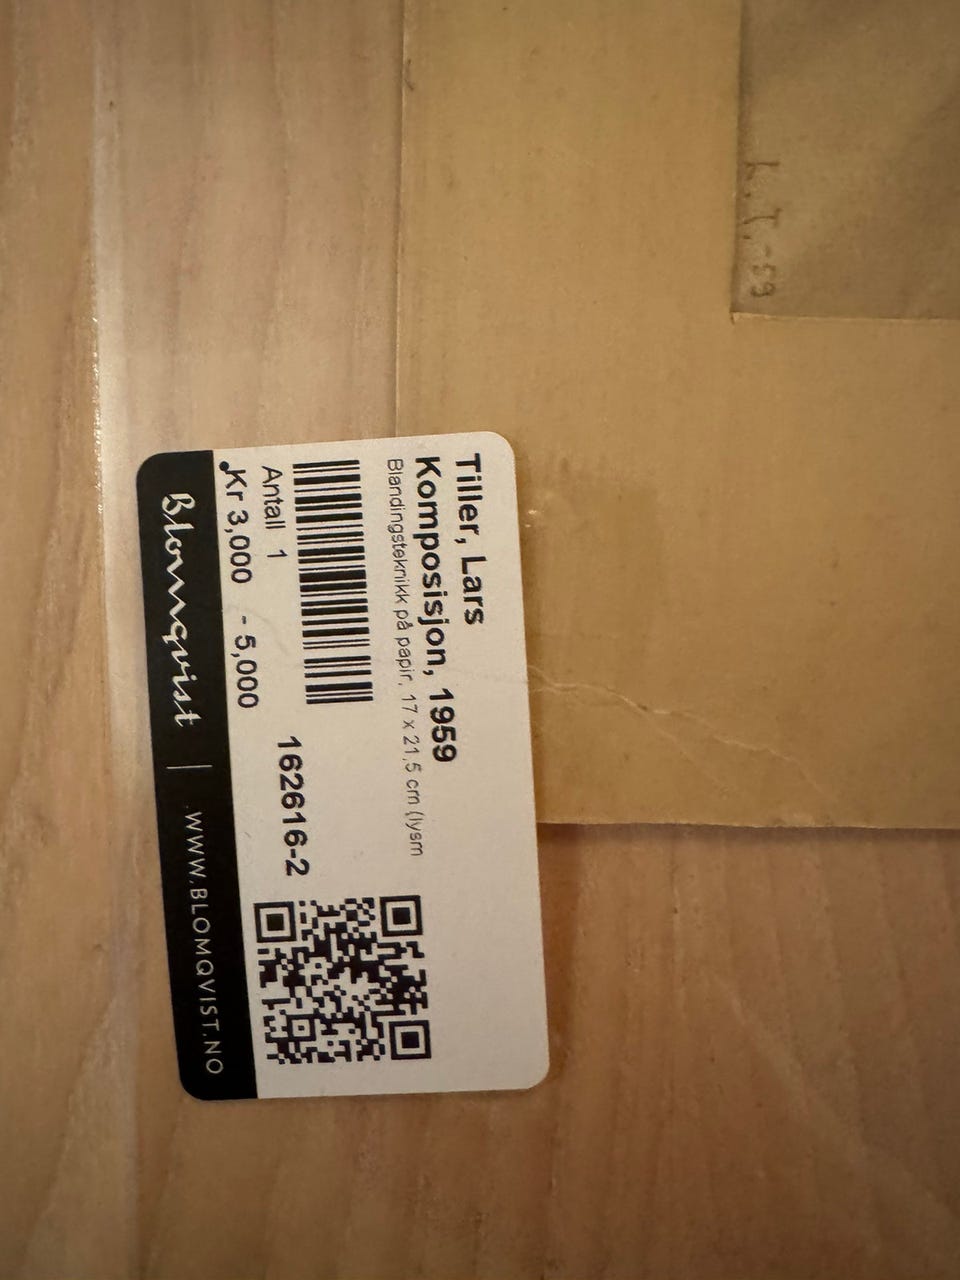 L.T.-59
Tiller, Lars
Komposisjon, 1959
Blandingsteknikk på papir, 17 x 21,5 cm (lysm
Antall 1
162616-2
Kr 3,000 - 5,000
Blomqvist | WWW.BLOMQVIST.NO